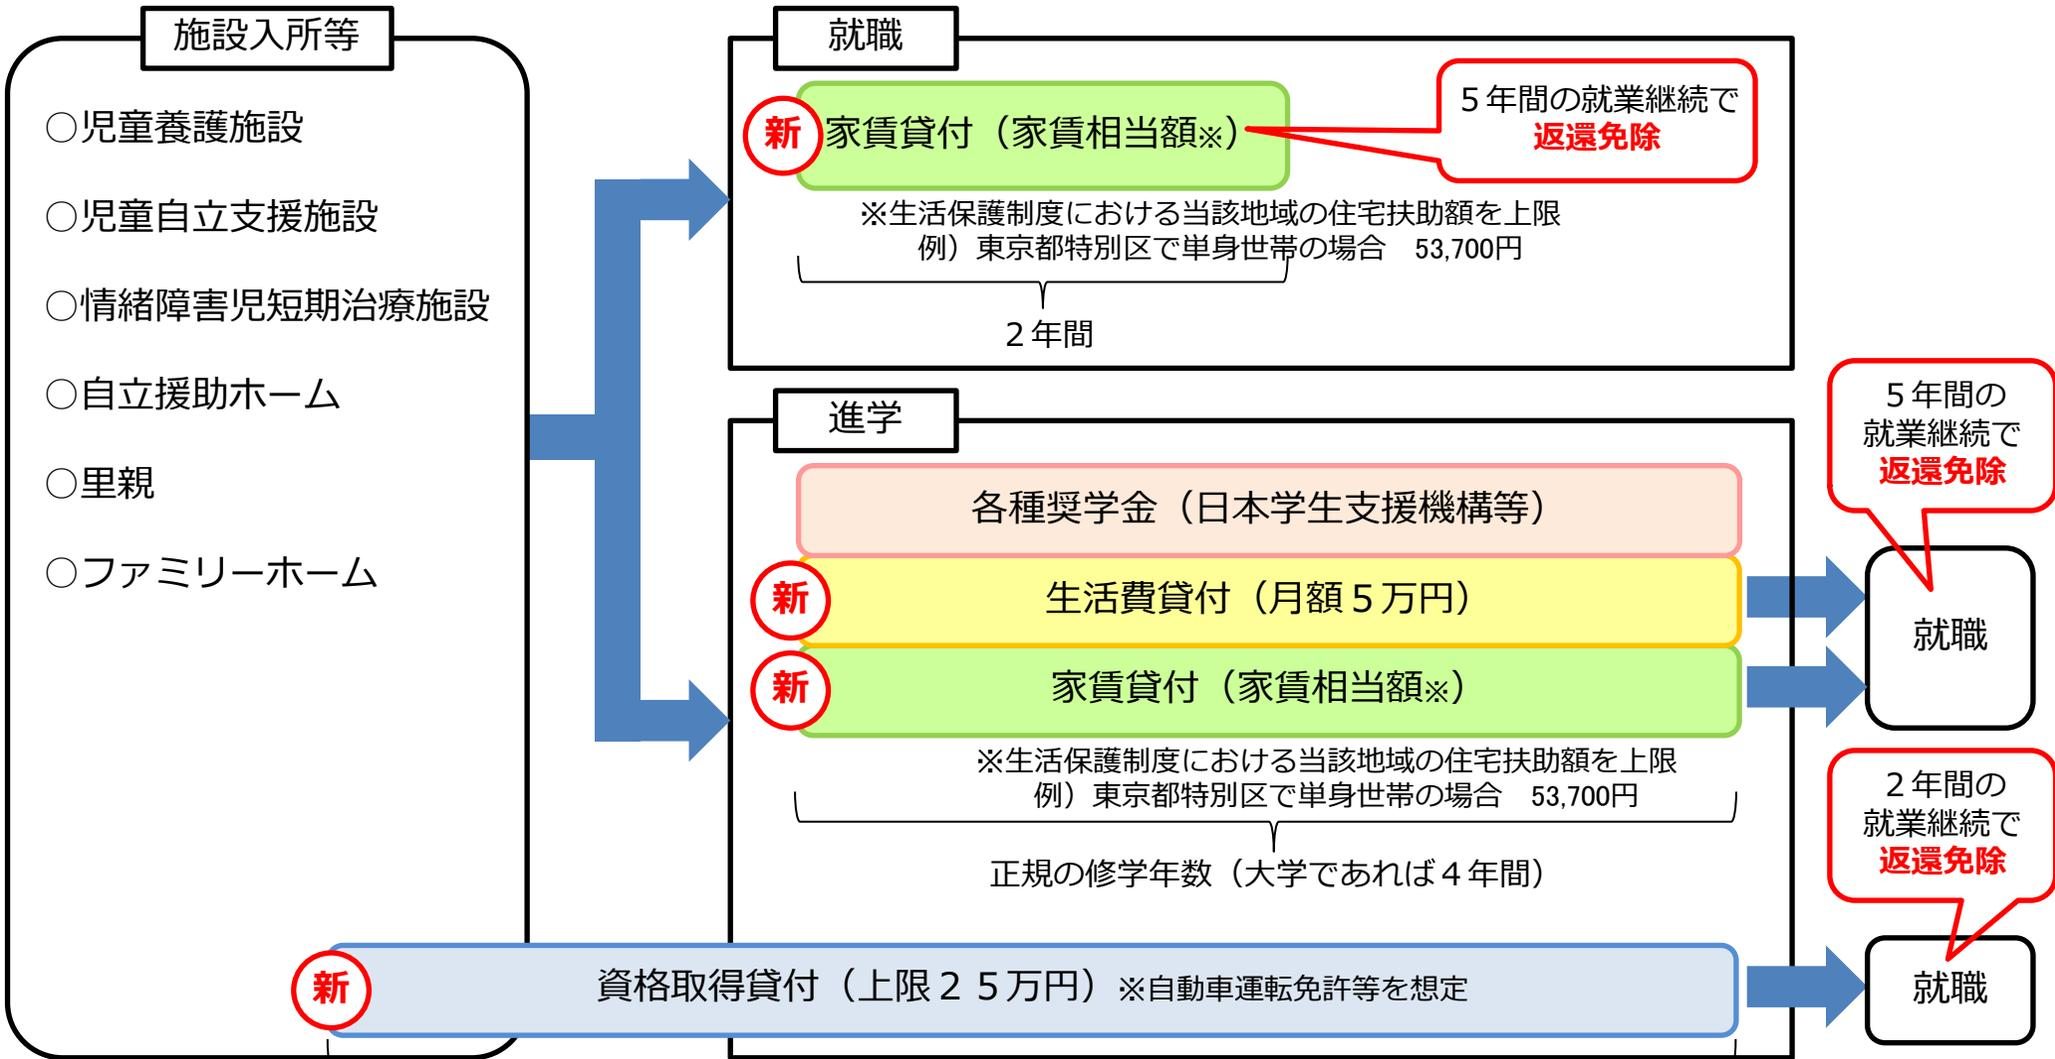 施設入所等
○児童養護施設
○児童自立支援施設
○情緒障害児短期治療施設
○自立援助ホーム
○里親
○ファミリーホーム
就職
新
家賃貸付（家賃相当額※）
５年間の就業継続で
返還免除
※生活保護制度における当該地域の住宅扶助額を上限
例）東京都特別区で単身世帯の場合　53,700円
２年間
進学
各種奨学金（日本学生支援機構等）
新
生活費貸付（月額５万円）
新
家賃貸付（家賃相当額※）
※生活保護制度における当該地域の住宅扶助額を上限
例）東京都特別区で単身世帯の場合　53,700円
正規の修学年数（大学であれば４年間）
５年間の
就業継続で
返還免除
就職
新
資格取得貸付（上限２５万円）※自動車運転免許等を想定
２年間の
就業継続で
返還免除
就職